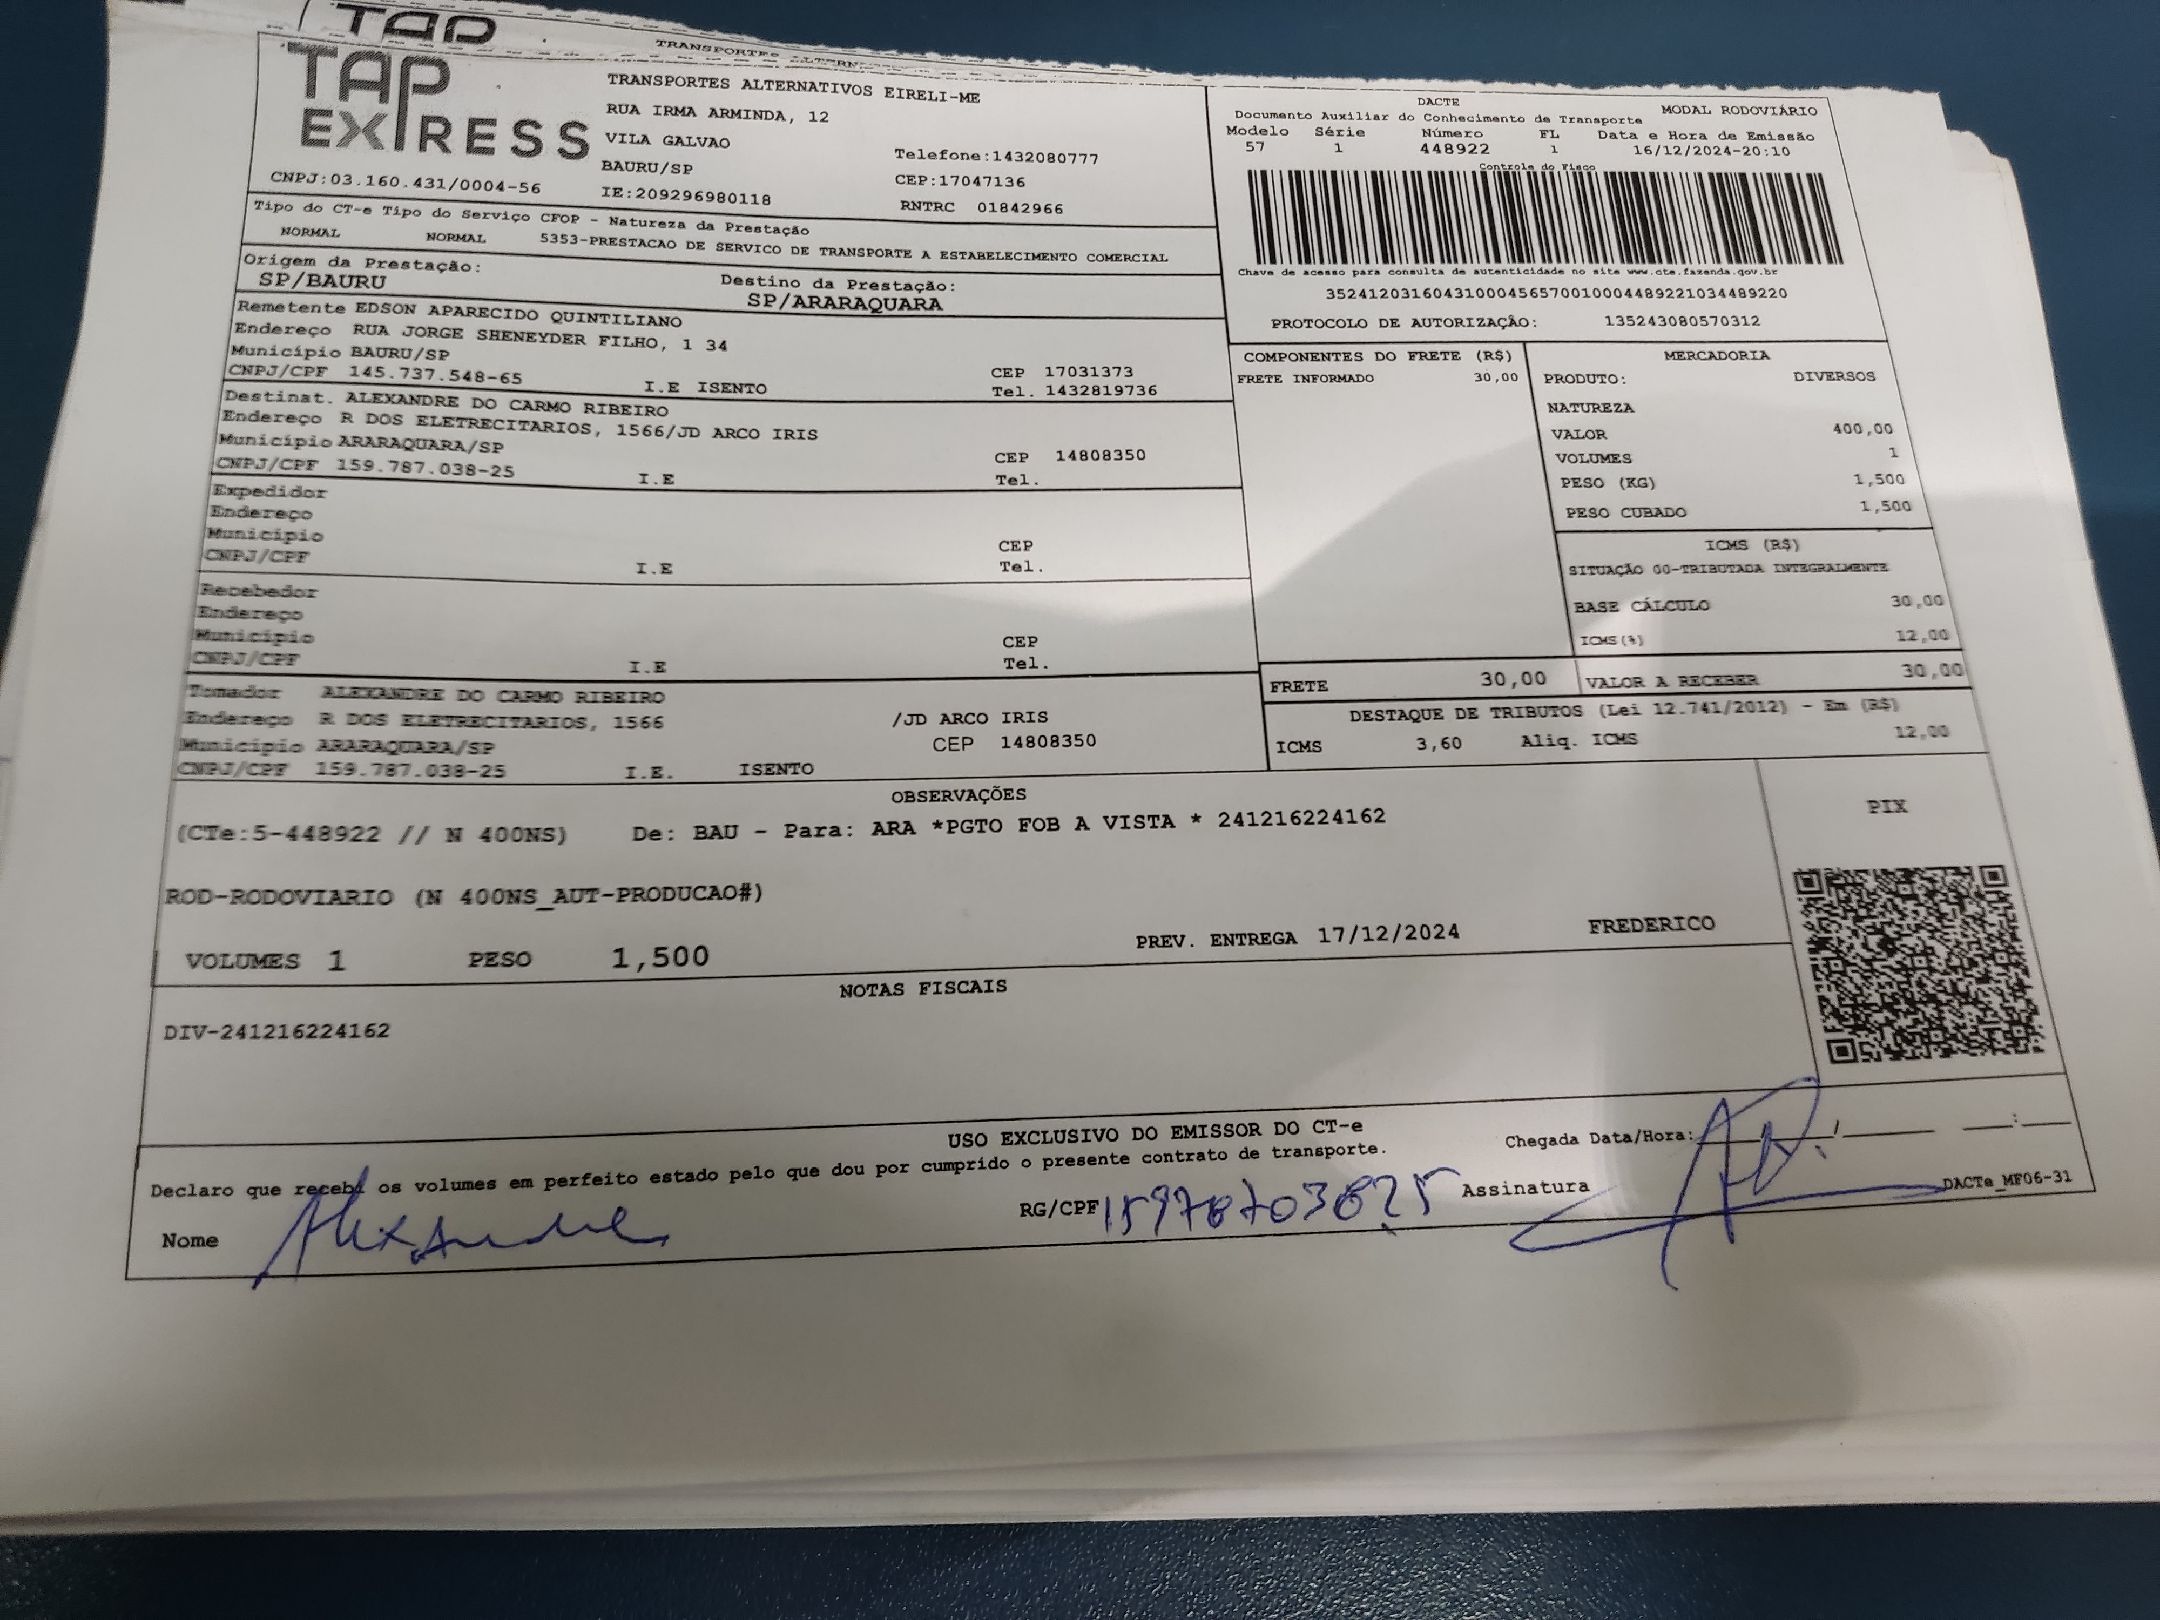 TAP
TRANSPORTES ALTERN
TAP
EXPRESS
TRANSPORTES ALTERNATIVOS EIRELI-ME
RUA IRMA ARMINDA, 12
VILA GALVAO
Telefone:1432080777
BAURU/SP
CEP:17047136
CNPJ:03.160.431/0004-56
IE:209296980118
RNTRC 01842966
DACTE
MODAL RODOVIÁRIO
Documento Auxiliar do Conhecimento de Transporte
Modelo Série Número FL Data e Hora de Emissão
57 1 448922 1 16/12/2024-20:10
Controle do Fisco
Chave de acesso para consulta de autenticidade no site www.cte.fazenda.gov.br
35241203160431000456570010004489221034489220
PROTOCOLO DE AUTORIZAÇÃO: 135243080570312
Tipo do CT-e Tipo do Serviço CFOP - Natureza da Prestação
NORMAL NORMAL 5353-PRESTACAO DE SERVICO DE TRANSPORTE A ESTABELECIMENTO COMERCIAL
Origem da Prestação: Destino da Prestação:
SP/BAURU SP/ARARAQUARA
Remetente EDSON APARECIDO QUINTILIANO
Endereço RUA JORGE SHENEYDER FILHO, 1 34
Município BAURU/SP CEP 17031373
CNPJ/CPF 145.737.548-65 I.E ISENTO Tel. 1432819736
Destinat. ALEXANDRE DO CARMO RIBEIRO
Endereço R DOS ELETRECITARIOS, 1566/JD ARCO IRIS
Município ARARAQUARA/SP CEP 14808350
CNPJ/CPF 159.787.038-25 I.E Tel.
Expedidor
Endereço
Município CEP
CNPJ/CPF I.E Tel.
Recebedor
Endereço
Município CEP
CNPJ/CPF I.E Tel.
Tomador ALEXANDRE DO CARMO RIBEIRO
Endereço R DOS ELETRECITARIOS, 1566 /JD ARCO IRIS
Município ARARAQUARA/SP CEP 14808350
CNPJ/CPF 159.787.038-25 I.E. ISENTO
COMPONENTES DO FRETE (R$)
FRETE INFORMADO 30,00
MERCADORIA
PRODUTO: DIVERSOS
NATUREZA
VALOR 400,00
VOLUMES 1
PESO (KG) 1,500
PESO CUBADO 1,500
ICMS (R$)
SITUAÇÃO 00-TRIBUTADA INTEGRALMENTE
BASE CÁLCULO 30,00
ICMS(%) 12,00
FRETE 30,00 VALOR A RECEBER 30,00
DESTAQUE DE TRIBUTOS (Lei 12.741/2012) - Em (R$)
ICMS 3,60 Aliq. ICMS 12,00
OBSERVAÇÕES
(CTe:5-448922 // N 400NS) De: BAU - Para: ARA *PGTO FOB A VISTA * 241216224162
PIX
ROD-RODOVIARIO (N 400NS_AUT-PRODUCAO#)
VOLUMES 1 PESO 1,500 PREV. ENTREGA 17/12/2024 FREDERICO
NOTAS FISCAIS
DIV-241216224162
USO EXCLUSIVO DO EMISSOR DO CT-e
Declaro que recebi os volumes em perfeito estado pelo que dou por cumprido o presente contrato de transporte.
Chegada Data/Hora:
Nome Alexandre RG/CPF 15978703825 Assinatura
DACTe_MF06-31